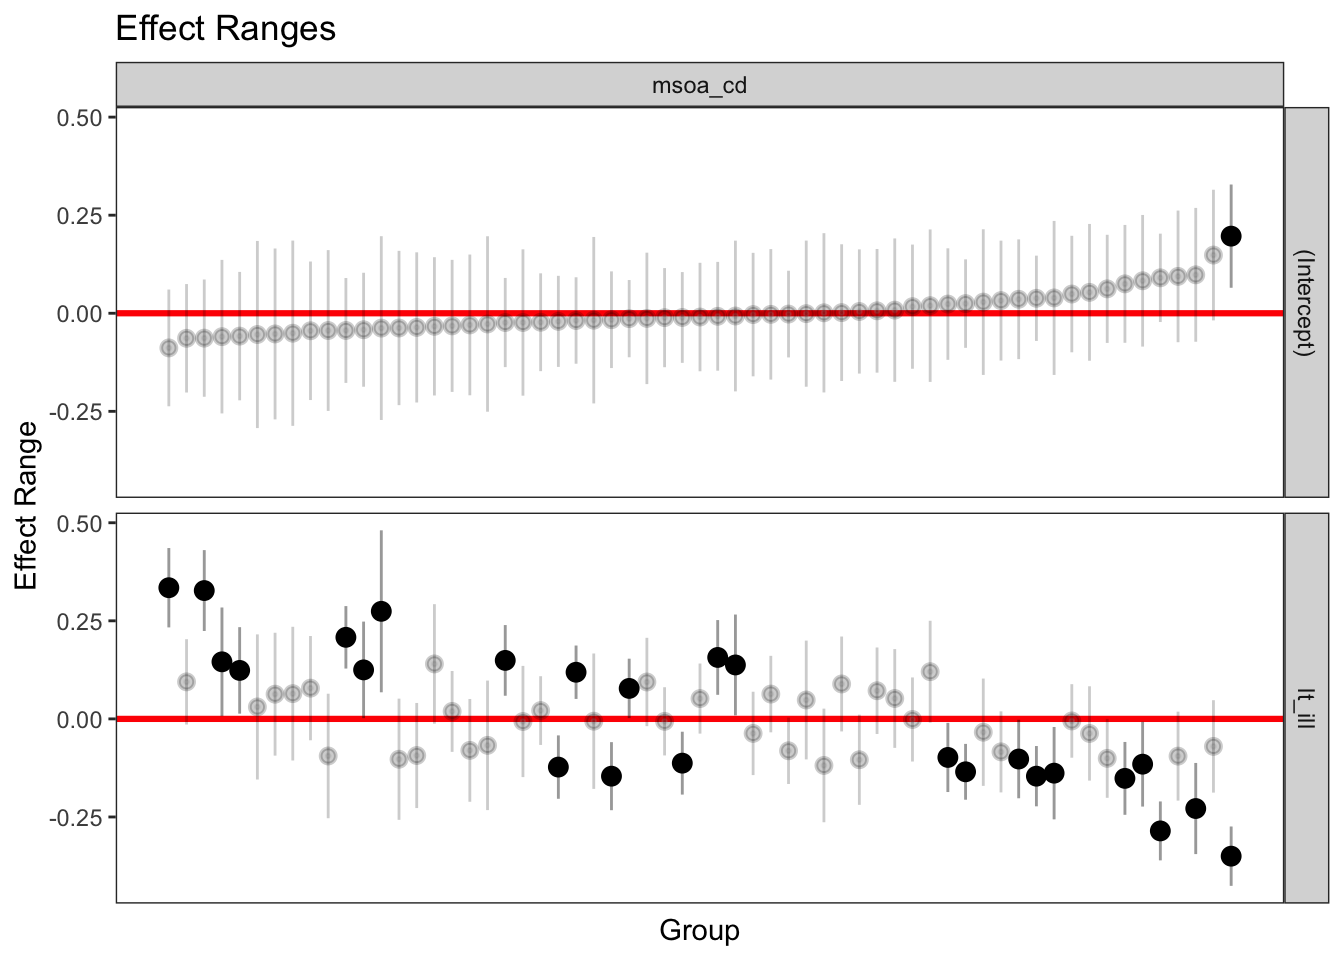 Effect Ranges
msoa_cd
0.50
0.25
0.00
-0.25
(Intercept)
Effect Range
0.50
0.25
0.00
-0.25
lt_ill
Group